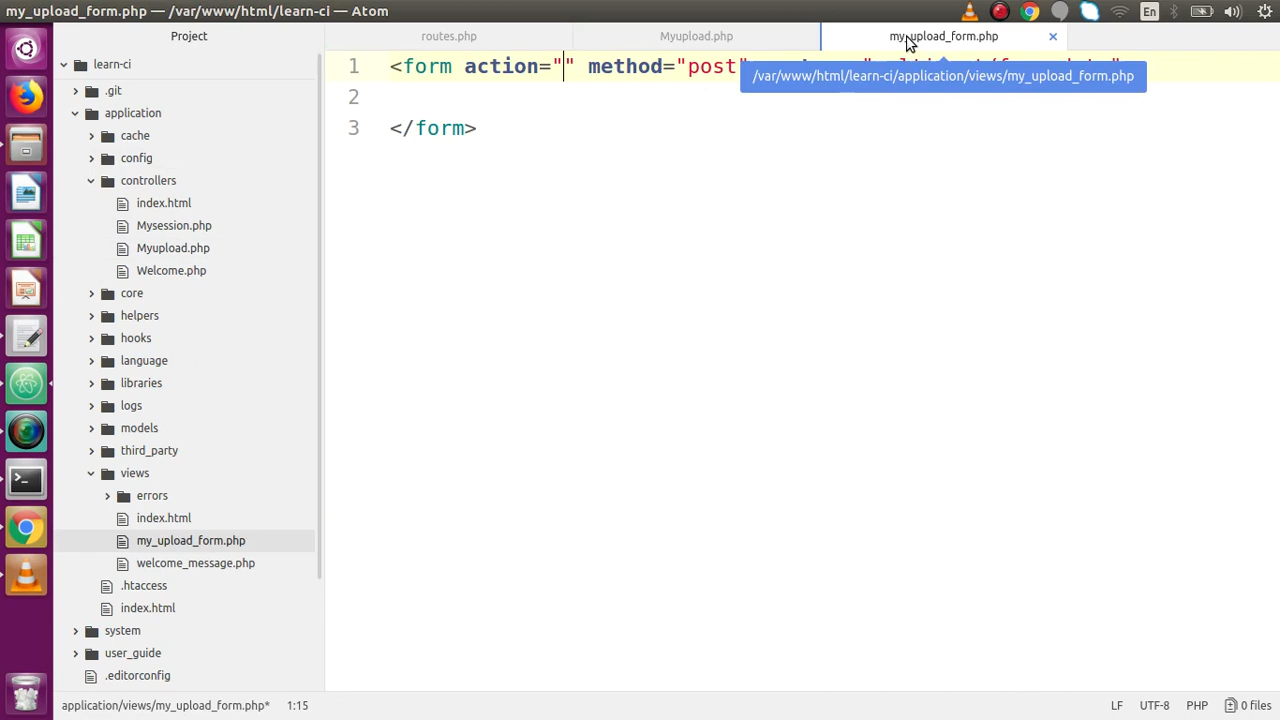 my_upload_form.php — /var/www/html/learn-ci — Atom
En
Project
routes.php
Myupload.php
my_upload_form.php
learn-ci
.git
application
cache
config
controllers
index.html
Mysession.php
Myupload.php
Welcome.php
core
helpers
hooks
language
libraries
logs
models
third_party
views
errors
index.html
my_upload_form.php
welcome_message.php
.htaccess
index.html
system
user_guide
.editorconfig
1 <form action="" method="post"
/var/www/html/learn-ci/application/views/my_upload_form.php
2
3 </form>
application/views/my_upload_form.php* 1:15
LF UTF-8 PHP 0 files